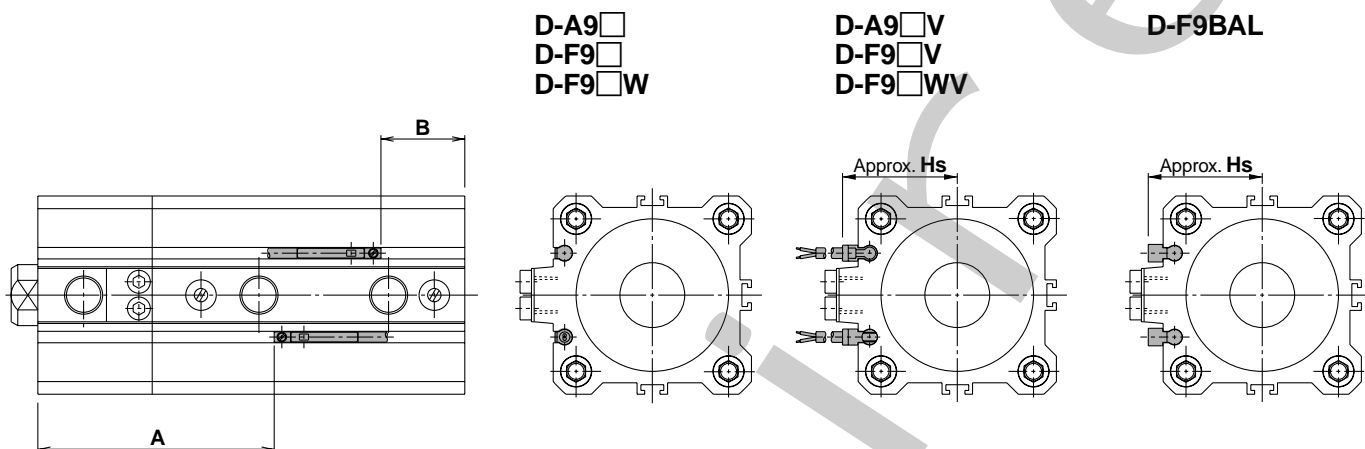 D-A9□
D-F9□
D-F9□W
D-A9□V
D-F9□V
D-F9□WV
D-F9BAL
B
Approx. Hs
Approx. Hs
A